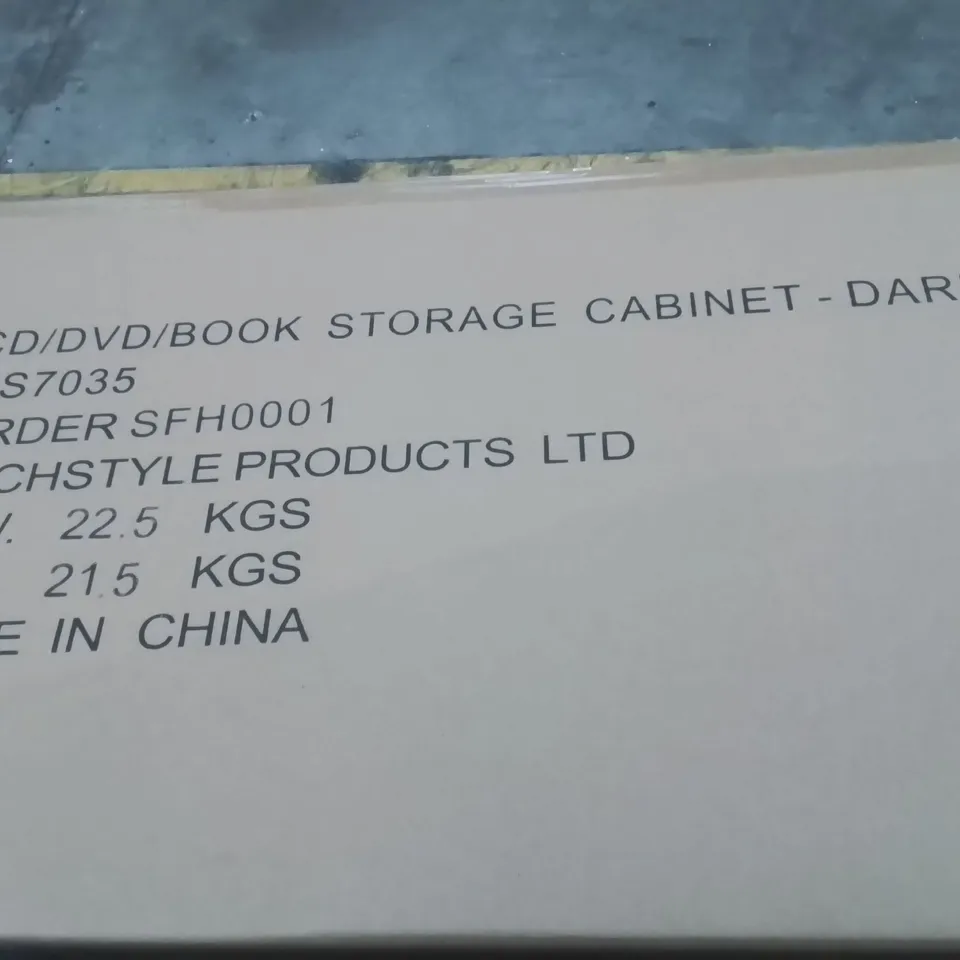 CD/DVD/BOOK STORAGE CABINET - DAR
S7035
RDER SFH0001
CHSTYLE PRODUCTS LTD
. 22.5 KGS
21.5 KGS
E IN CHINA